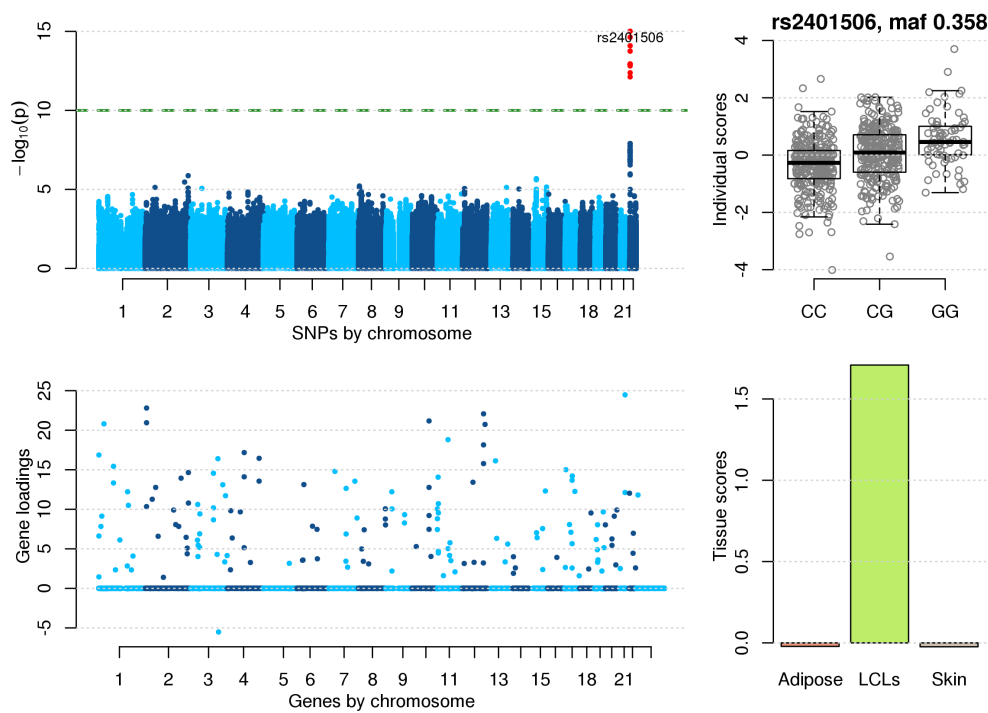 15
10
5
0
−log10(p)
rs2401506
1 2 3 4 5 6 7 8 9 11 13 15 18 21
SNPs by chromosome
rs2401506, maf 0.358
4
2
0
-2
-4
Individual scores
CC CG GG
25
20
15
10
5
0
-5
Gene loadings
1 2 3 4 5 6 7 8 9 11 13 15 18 21
Genes by chromosome
1.5
1.0
0.5
0.0
Tissue scores
Adipose LCLs Skin